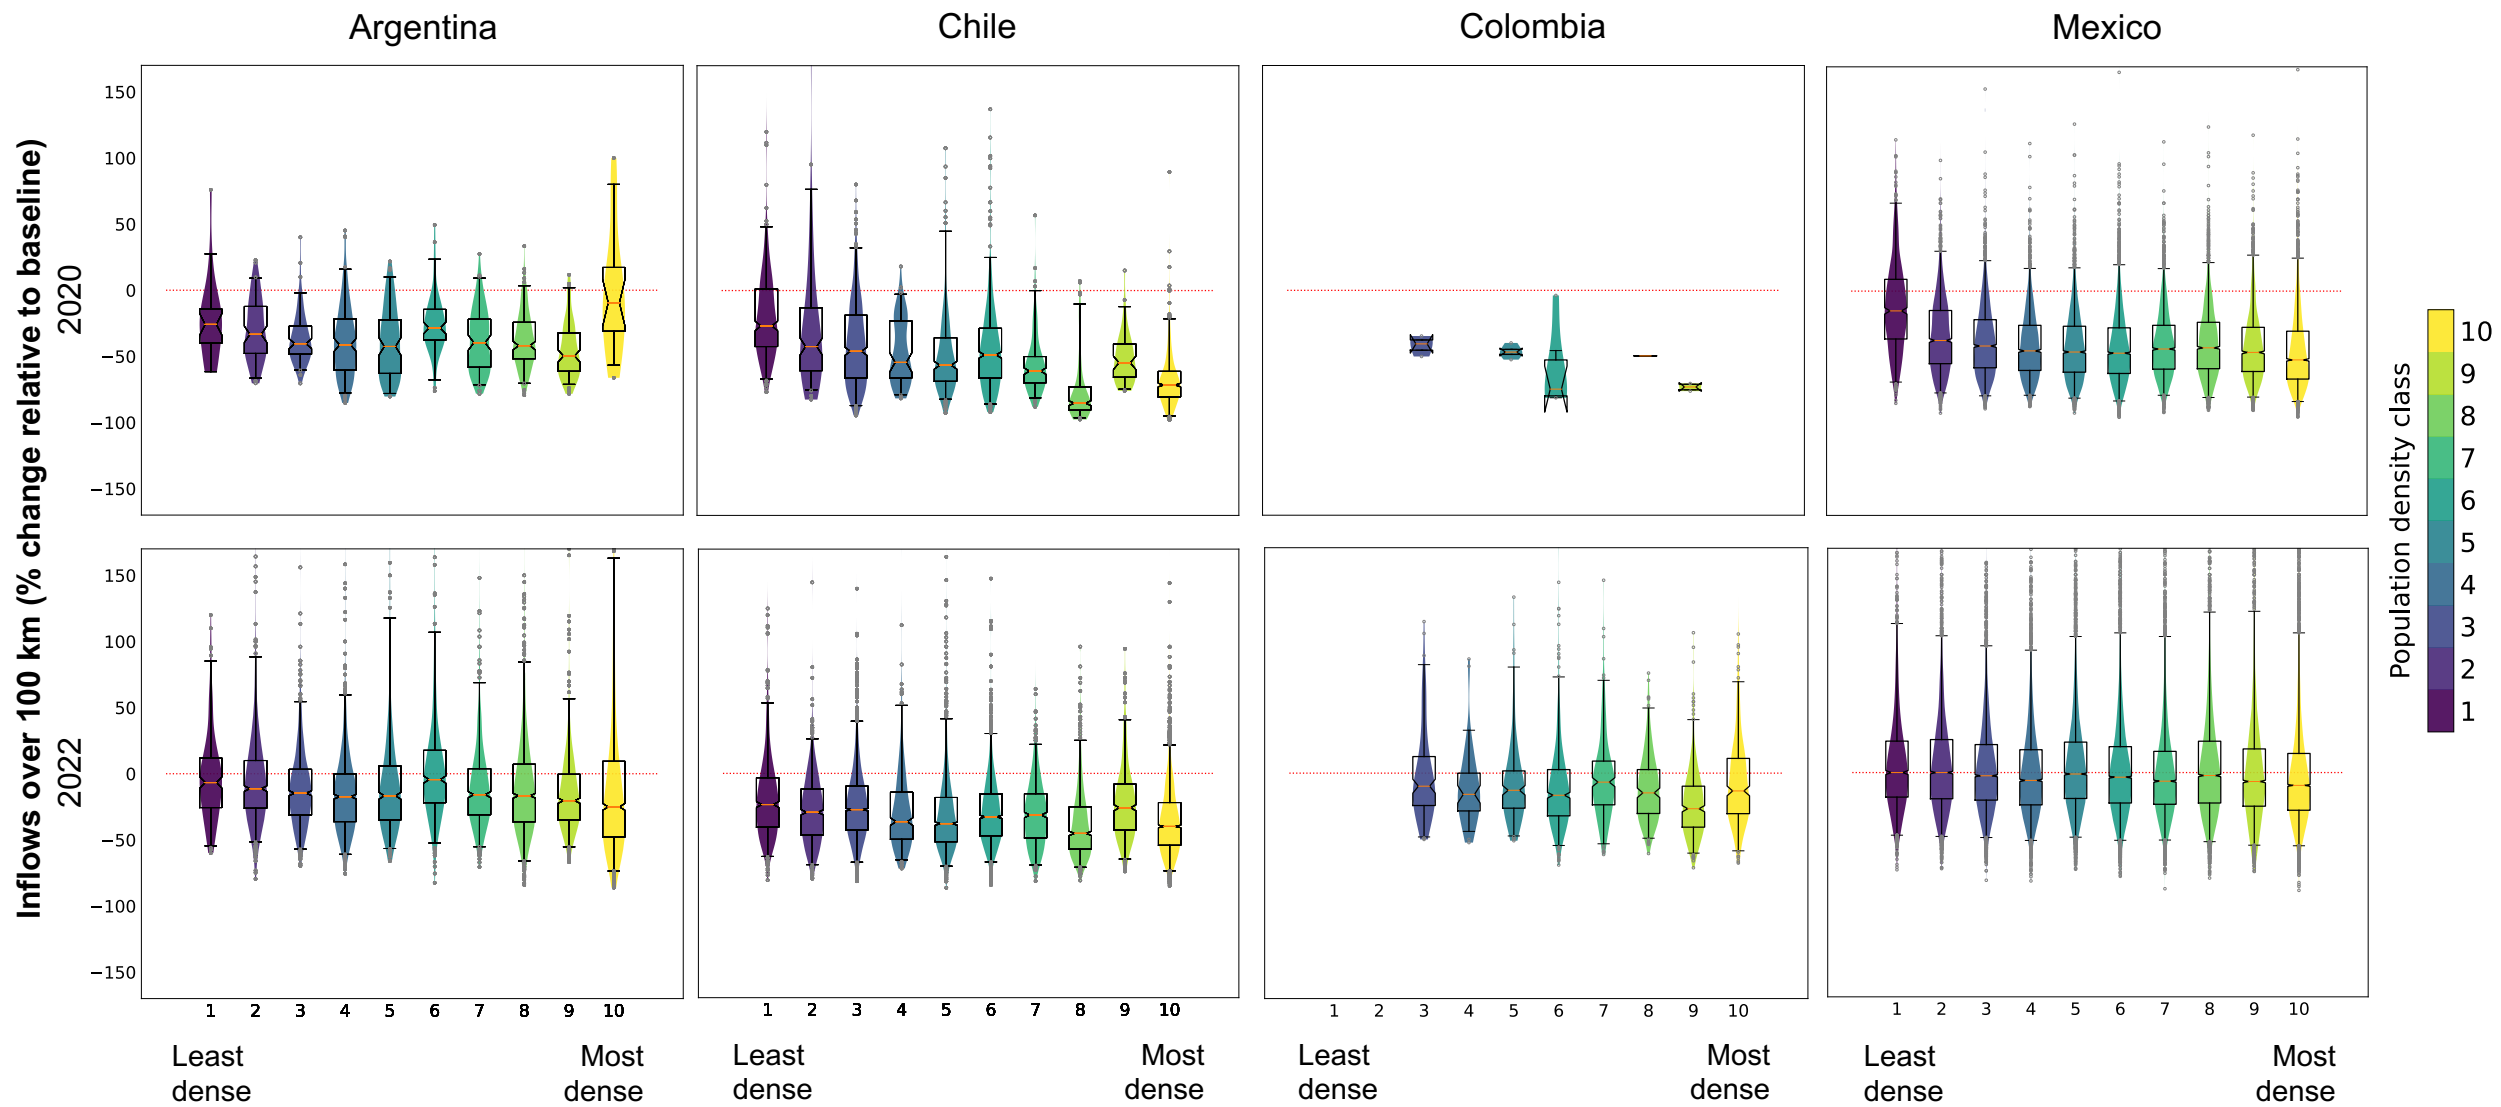 Argentina Chile Colombia Mexico
Inflows over 100 km (% change relative to baseline)
2020
150
100
50
0
−50
−100
−150
2022
150
100
50
0
−50
−100
−150
1 2 3 4 5 6 7 8 9 10
1 2 3 4 5 6 7 8 9 10
1 2 3 4 5 6 7 8 9 10
1 2 3 4 5 6 7 8 9 10
Least dense
Most dense
Least dense
Most dense
Least dense
Most dense
Least dense
Most dense
Population density class
10
9
8
7
6
5
4
3
2
1